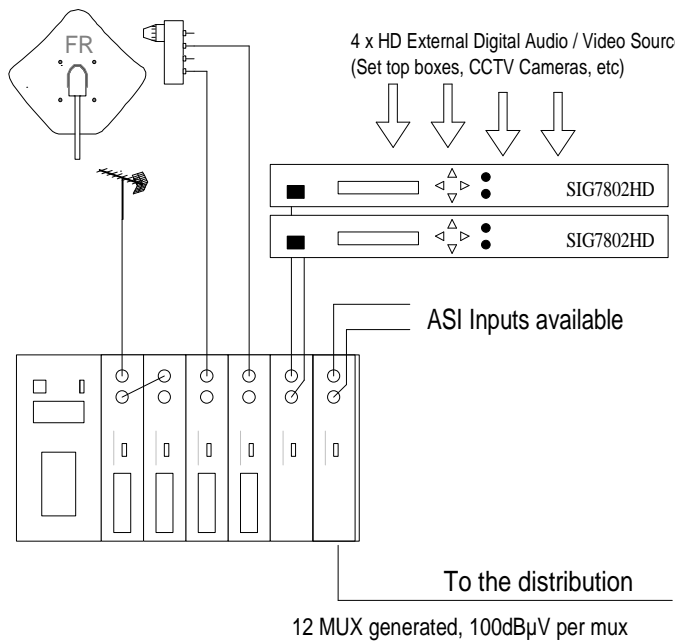 FR
4 x HD External Digital Audio / Video
(Set top boxes, CCTV Cameras, etc)
SIG7802HD
SIG7802HD
ASI Inputs available
To the distribution
12 MUX generated, 100dBµV per mux